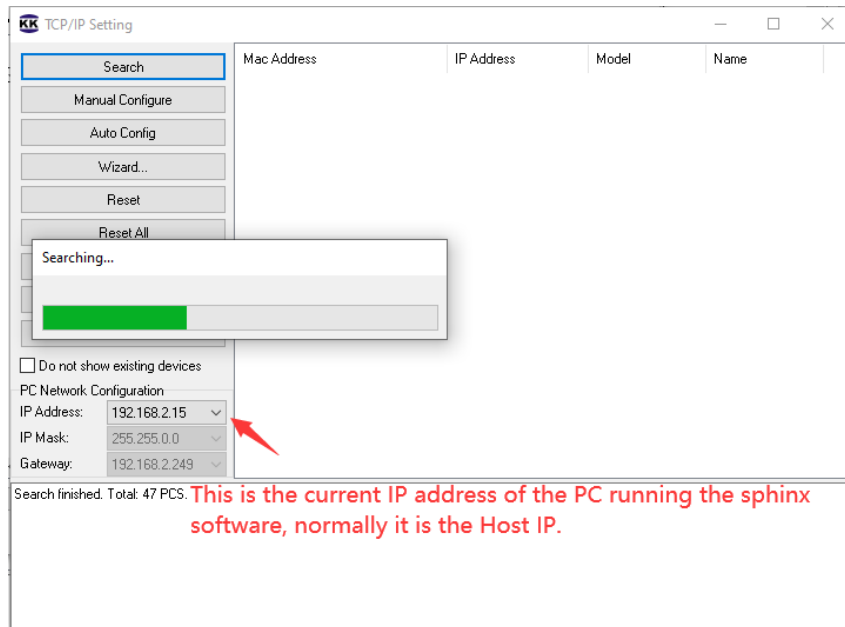 KK TCP/IP Setting
Search
Manual Configure
Auto Config
Wizard...
Reset
Reset All
Mac Address IP Address Model Name
Searching...
Do not show existing devices
PC Network Configuration
IP Address: 192.168.2.15
IP Mask: 255.255.0.0
Gateway: 192.168.2.249
Search finished. Total: 47 PCS.
This is the current IP address of the PC running the sphinx
software, normally it is the Host IP.